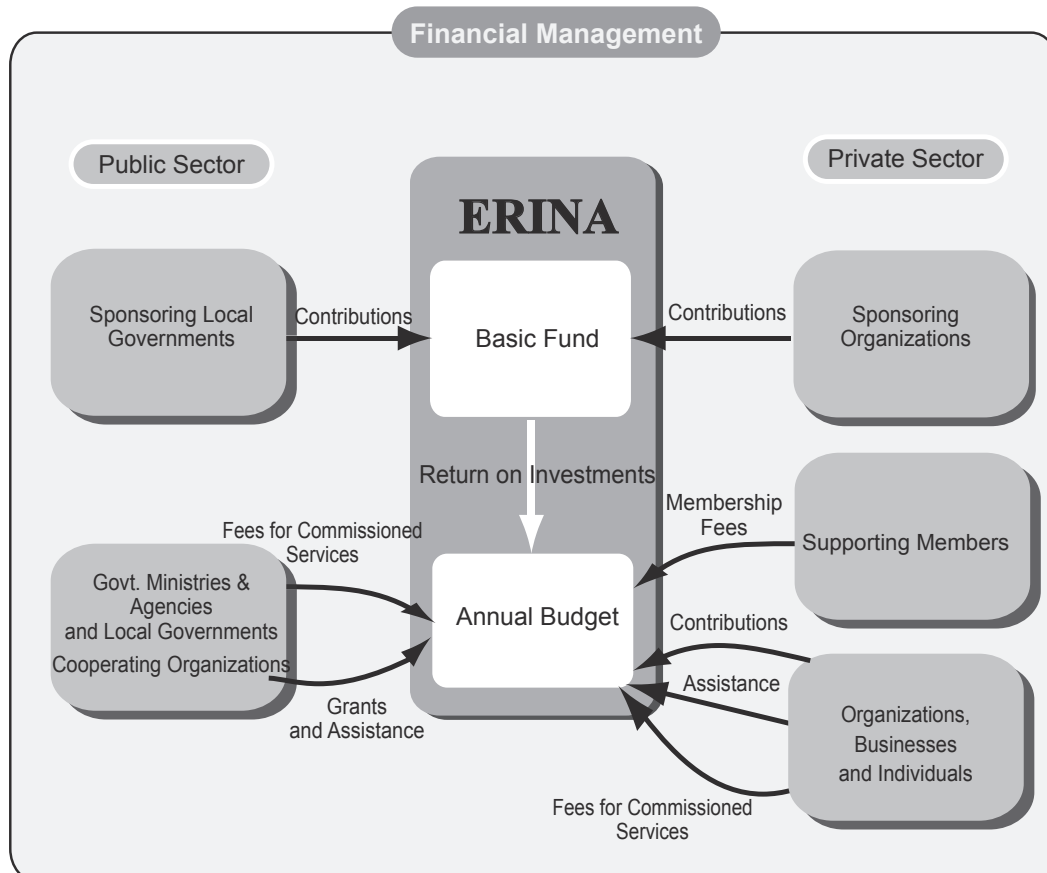 Financial Management
Public Sector
Private Sector
ERINA
Sponsoring Local
Governments
Contributions
Basic Fund
Contributions
Sponsoring
Organizations
Return on Investments
Fees for Commissioned
Services
Govt. Ministries &
Agencies
and Local Governments
Cooperating Organizations
Grants
and Assistance
Annual Budget
Membership
Fees
Supporting Members
Contributions
Assistance
Organizations,
Businesses
and Individuals
Fees for Commissioned
Services